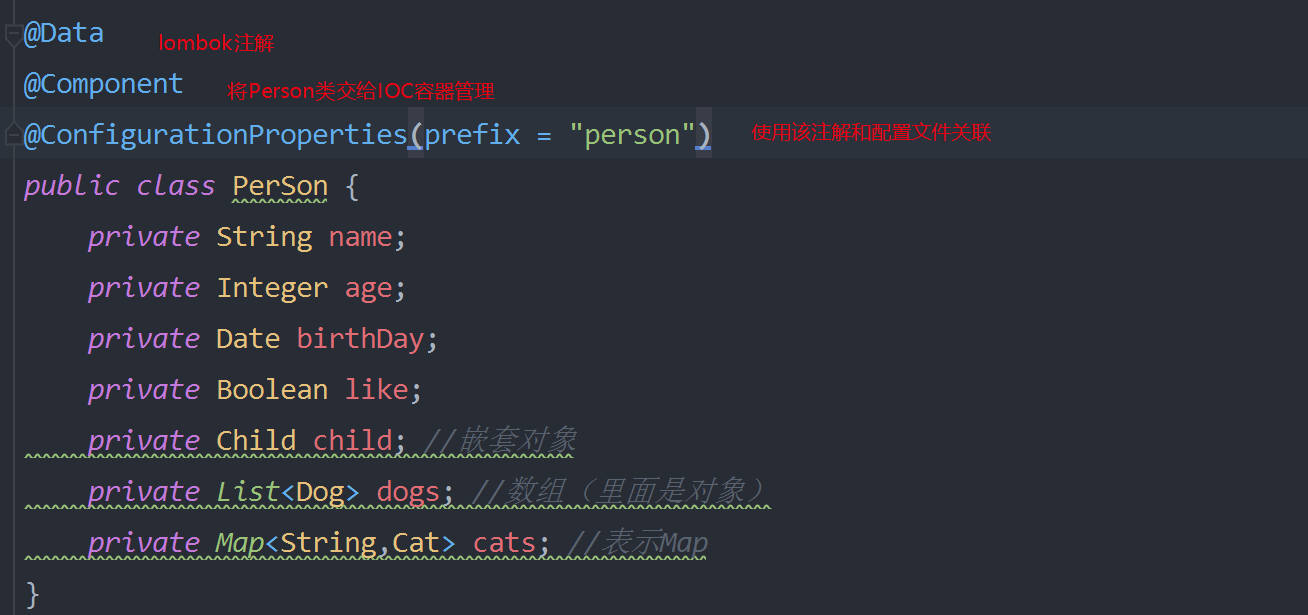 @Data lombok注解
@Component 将Person类交给IOC容器管理
@ConfigurationProperties(prefix = "person") 使用该注解和配置文件关联
public class PerSon {
    private String name;
    private Integer age;
    private Date birthDay;
    private Boolean like;
    private Child child; //嵌套对象
    private List<Dog> dogs; //数组（里面是对象）
    private Map<String,Cat> cats; //表示Map
}